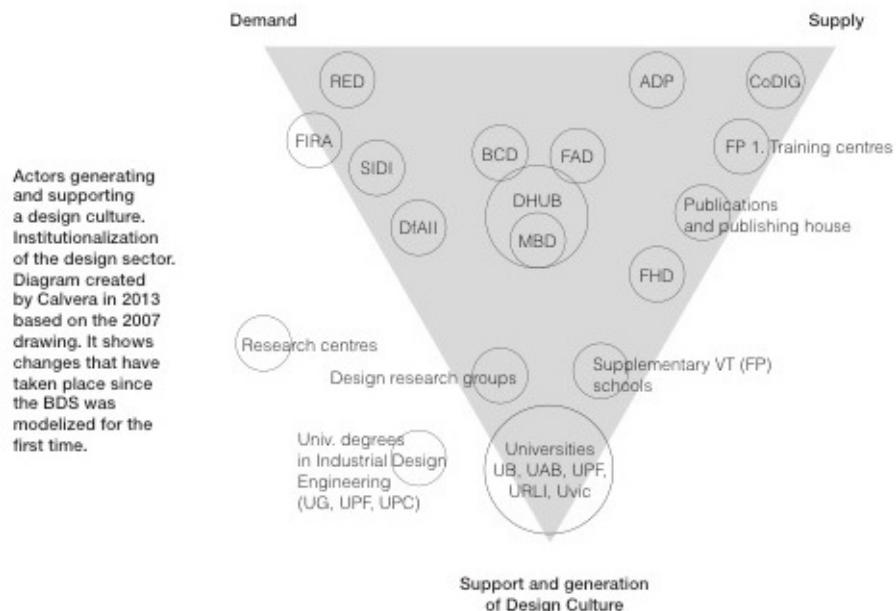 Demand
Supply
RED
ADP
CoDIG
FIRA
FP 1. Training centres
BCD
FAD
SIDI
Actors generating
and supporting
a design culture.
Institutionalization
of the design sector.
Diagram created
by Calvera in 2013
based on the 2007
drawing. It shows
changes that have
taken place since
the BDS was
modelized for the
first time.
DHUB
Publications
and publishing house
DfAll
MBD
FHD
Research centres
Design research groups
Supplementary VT (FP)
schools
Univ. degrees
in Industrial Design
Engineering
(UG, UPF, UPC)
Universities
UB, UAB, UPF,
URLI, Uvic
Support and generation
of Design Culture